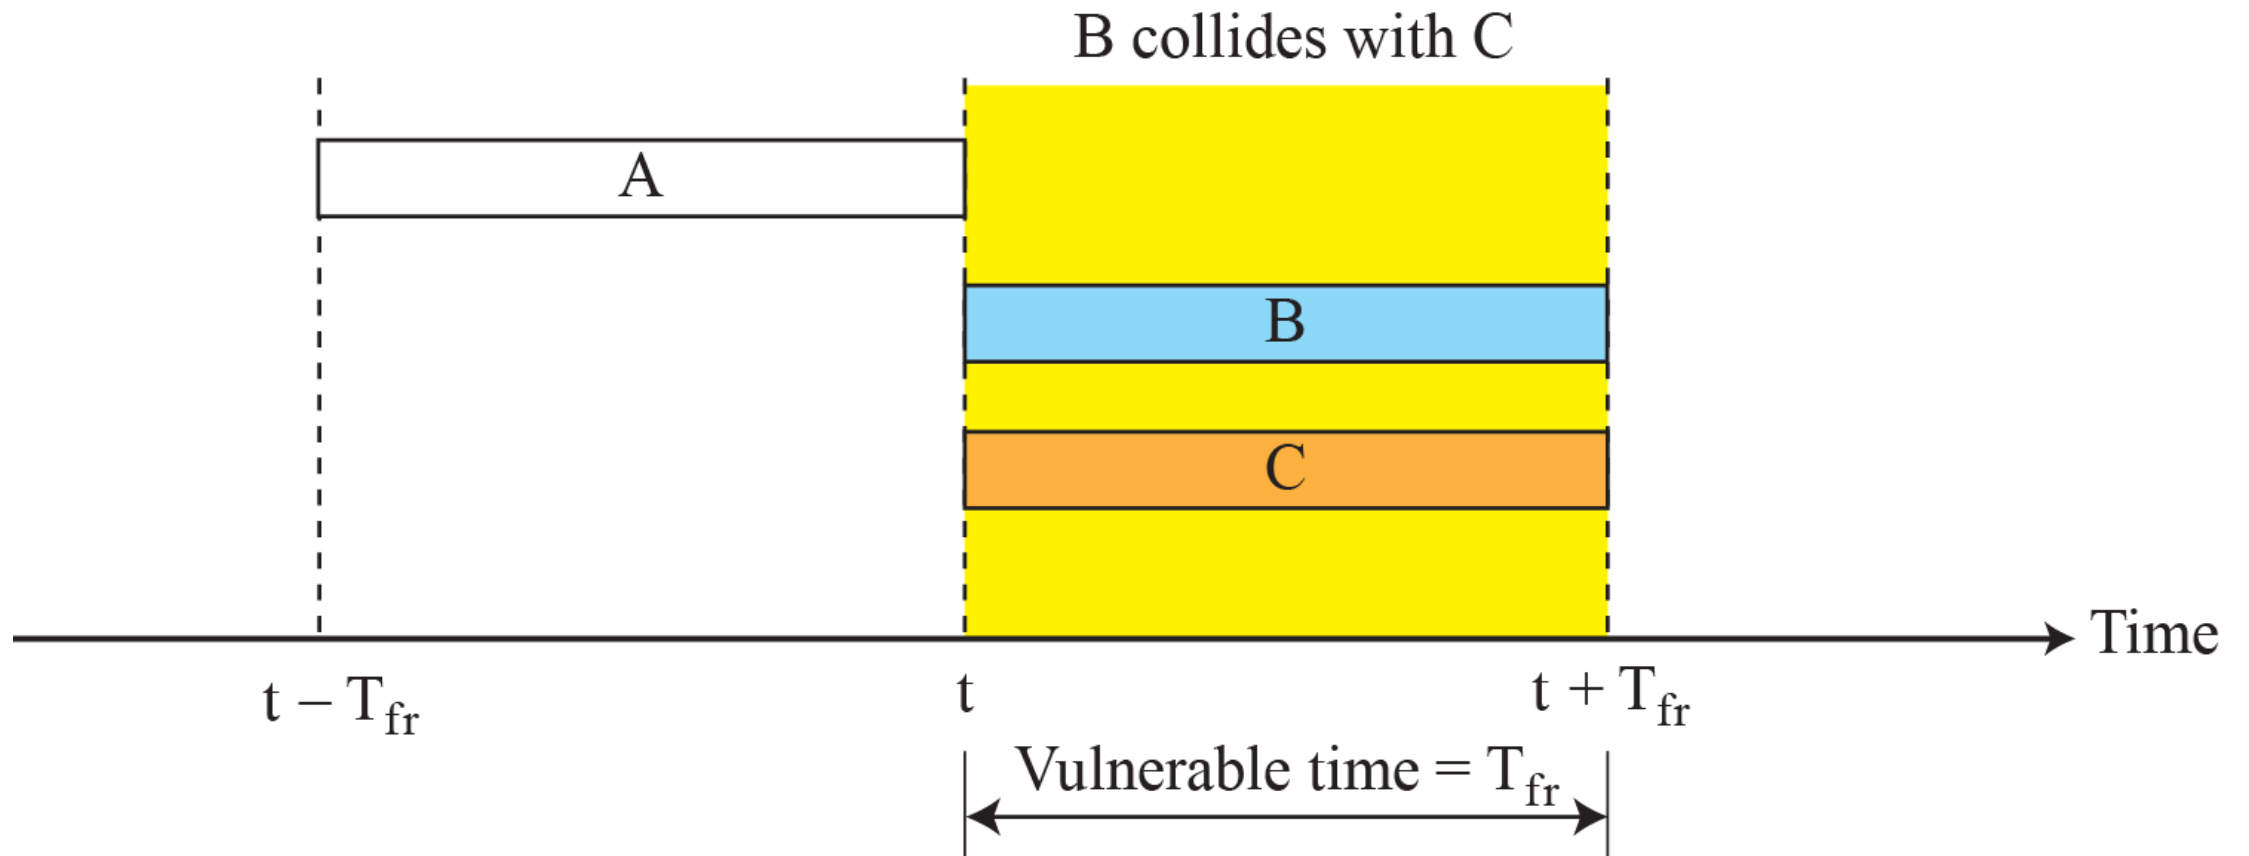 B collides with C
A
B
C
Time
t – Tfr
t
t + Tfr
Vulnerable time = Tfr